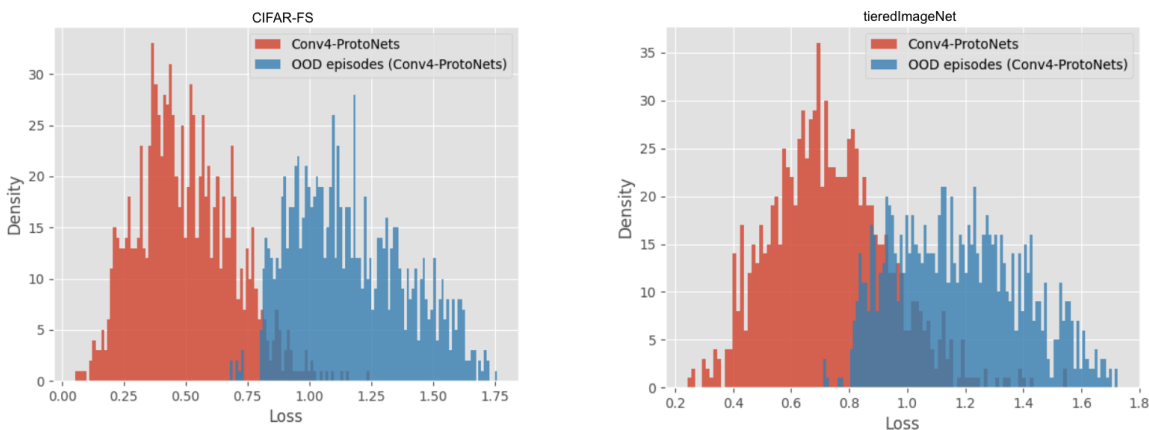 CIFAR-FS
Conv4-ProtoNets
OOD episodes (Conv4-ProtoNets)
Density
30
25
20
15
10
5
0
0.00 0.25 0.50 0.75 1.00 1.25 1.50 1.75
Loss
tieredImageNet
Conv4-ProtoNets
OOD episodes (Conv4-ProtoNets)
Density
35
30
25
20
15
10
5
0
0.2 0.4 0.6 0.8 1.0 1.2 1.4 1.6 1.8
Loss